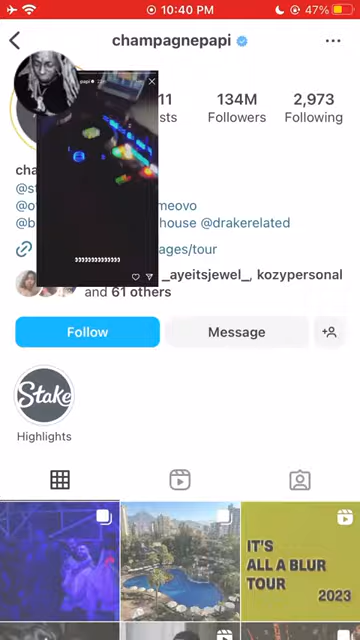 10:40 PM
47%
champagnepapi
papi
11
134M
2,973
sts
Followers
Following
cha
@st
@o
meovo
@b
house @drakerelated
ages/tour
_ayeitsjewel_, kozypersonal
and 61 others
Follow
Message
Stake
Highlights
IT'S
ALL A BLUR
TOUR
2023